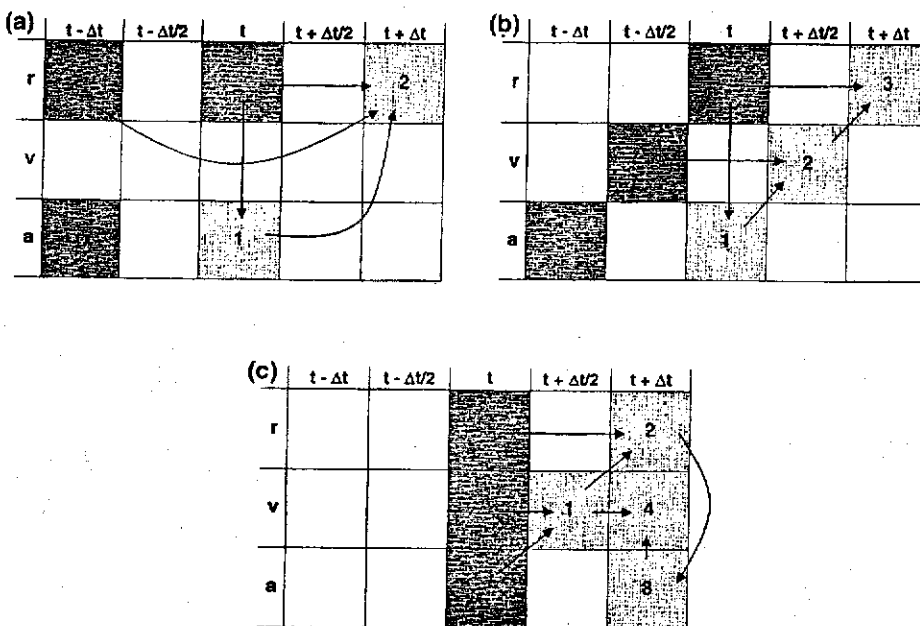 (a) t - Δt t - Δt/2 t t + Δt/2 t + Δt
r 2
v
a 1
(b) t - Δt t - Δt/2 t t + Δt/2 t + Δt
r 3
v 2
a 1
(c) t - Δt t - Δt/2 t t + Δt/2 t + Δt
r 2
v 1 4
a 3